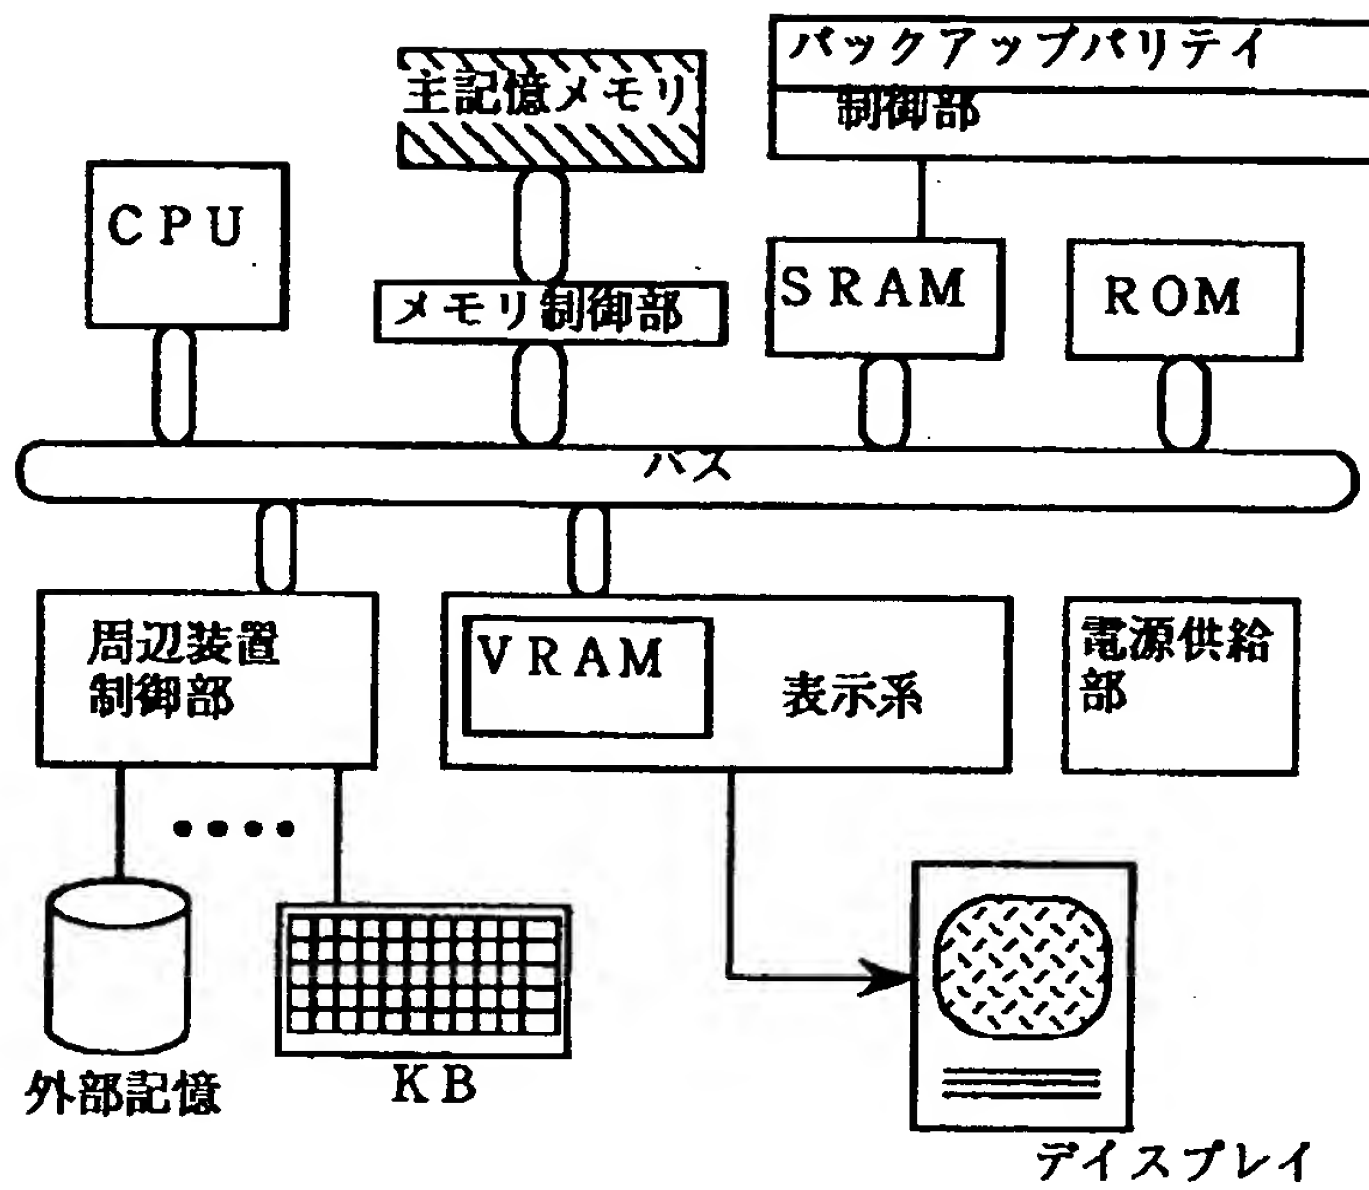 バックアップパリテイ
制御部
主記憶メモリ
CPU
SRAM
ROM
メモリ制御部
バス
周辺装置
制御部
VRAM
表示系
電源供給
部
外部記憶
KB
デイスプレイ